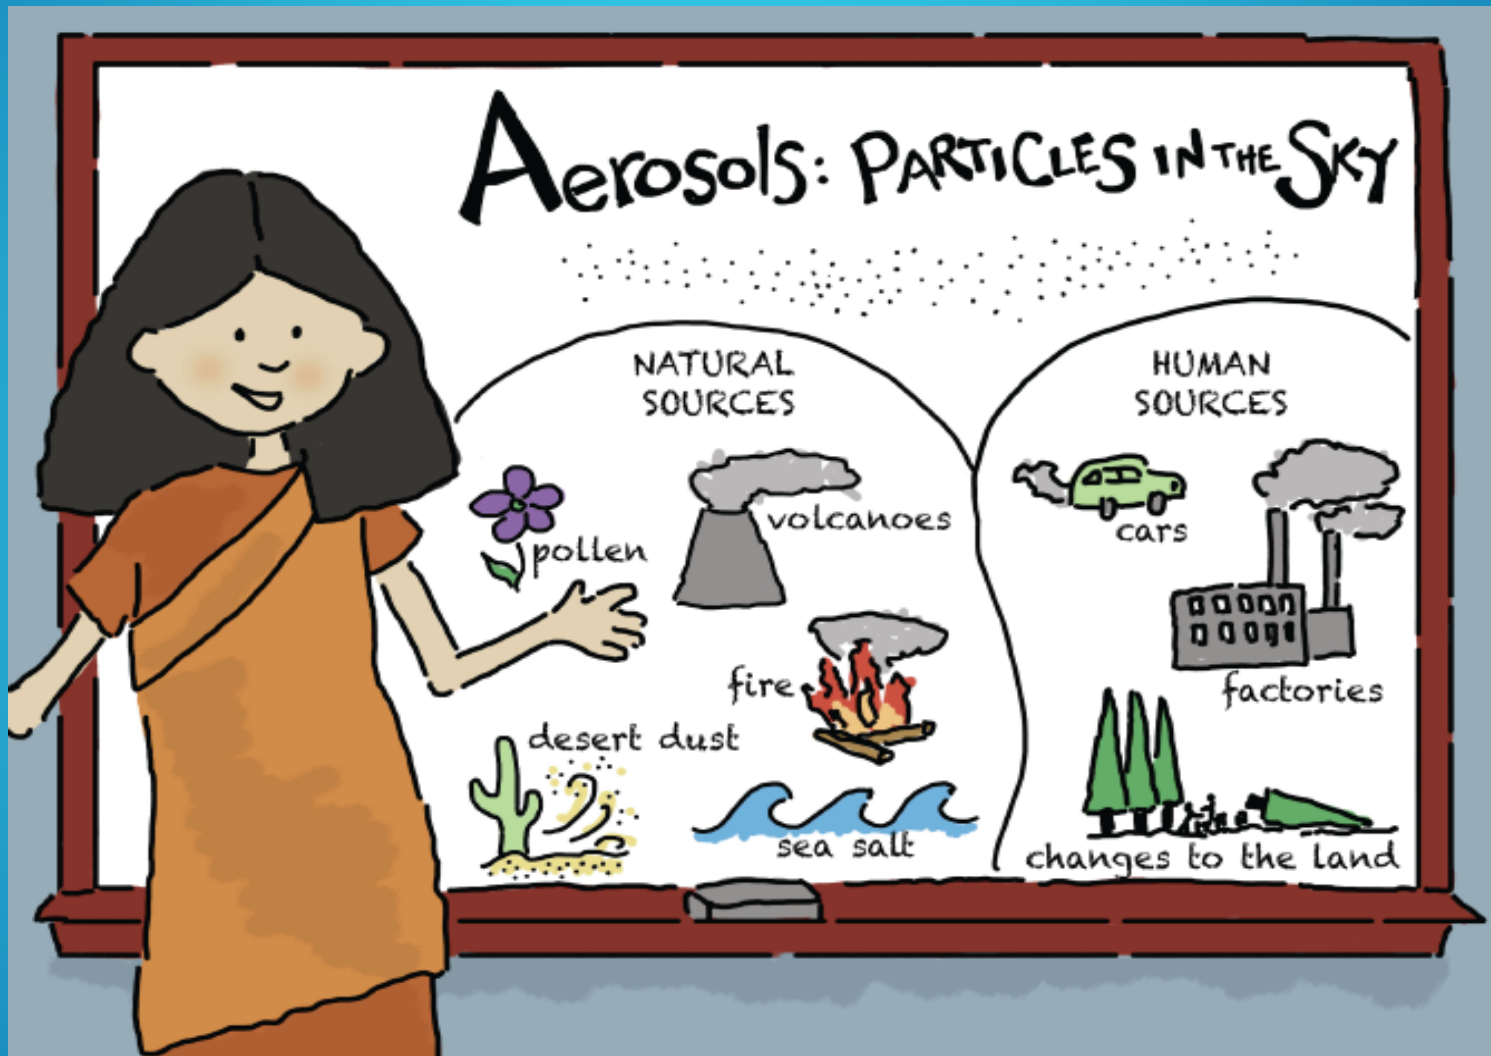 Aerosols: PARTICLES IN THE SKY
NATURAL
SOURCES
pollen
volcanoes
fire
desert dust
sea salt
HUMAN
SOURCES
cars
factories
changes to the land